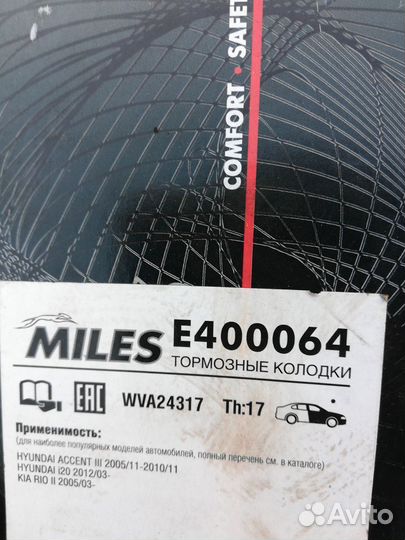 COMFORT · SAFET
MILES
E400064
ТОРМОЗНЫЕ КОЛОДКИ
EAC WVA24317 Th:17
Применимость:
(для наиболее популярных моделей автомобилей, полный перечень см. в каталоге)
HYUNDAI ACCENT III 2005/11-2010/11
HYUNDAI i20 2012/03-
KIA RIO II 2005/03-
Avito